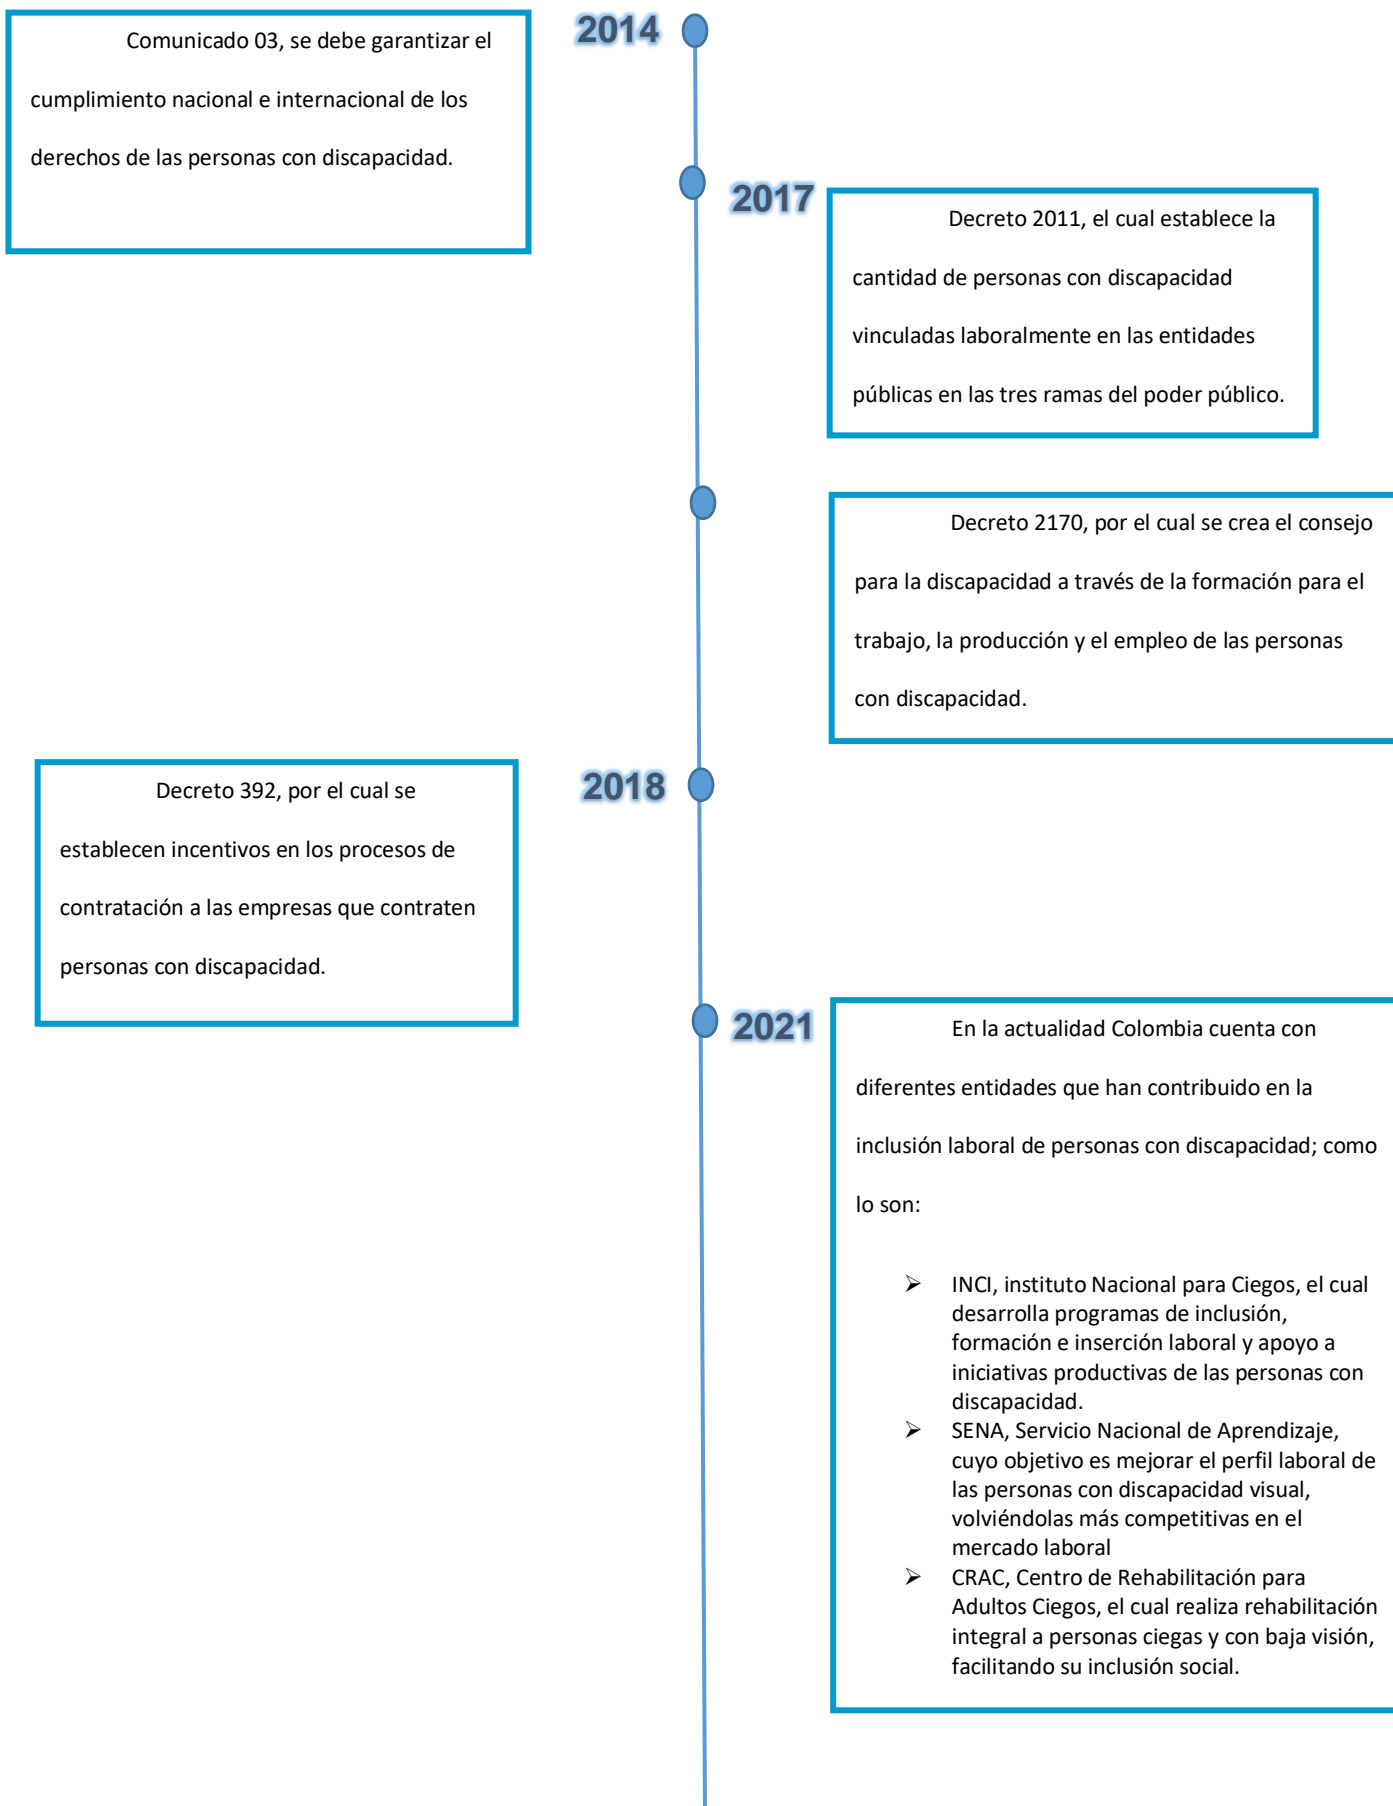 2014
Comunicado 03, se debe garantizar el
cumplimiento nacional e internacional de los
derechos de las personas con discapacidad.
2017
Decreto 2011, el cual establece la
cantidad de personas con discapacidad
vinculadas laboralmente en las entidades
públicas en las tres ramas del poder público.
Decreto 2170, por el cual se crea el consejo
para la discapacidad a través de la formación para el
trabajo, la producción y el empleo de las personas
con discapacidad.
2018
Decreto 392, por el cual se
establecen incentivos en los procesos de
contratación a las empresas que contraten
personas con discapacidad.
2021
En la actualidad Colombia cuenta con
diferentes entidades que han contribuido en la
inclusión laboral de personas con discapacidad; como
lo son:
➢ INCI, instituto Nacional para Ciegos, el cual
desarrolla programas de inclusión,
formación e inserción laboral y apoyo a
iniciativas productivas de las personas con
discapacidad.
➢ SENA, Servicio Nacional de Aprendizaje,
cuyo objetivo es mejorar el perfil laboral de
las personas con discapacidad visual,
volviéndolas más competitivas en el
mercado laboral
➢ CRAC, Centro de Rehabilitación para
Adultos Ciegos, el cual realiza rehabilitación
integral a personas ciegas y con baja visión,
facilitando su inclusión social.